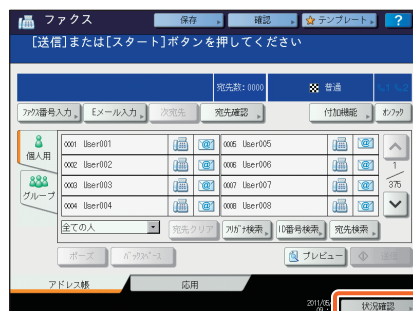 ファクス 保存 確認 テンプレート ?
[送信]または[スタート]ボタンを押してください
宛先数:0000 普通
ファクス番号入力 Eメール入力 次宛先 宛先確認 付加機能 オンフック
個人用
グループ
0001 User001 0005 User005
0002 User002 0006 User006
0003 User003 0007 User007
0004 User004 0008 User008
1
375
全ての人 宛先クリア フリガナ検索 ID番号検索 宛先検索
ポーズ バックスペース プレビュー 送信
アドレス帳 応用
2011/05/
状況確認